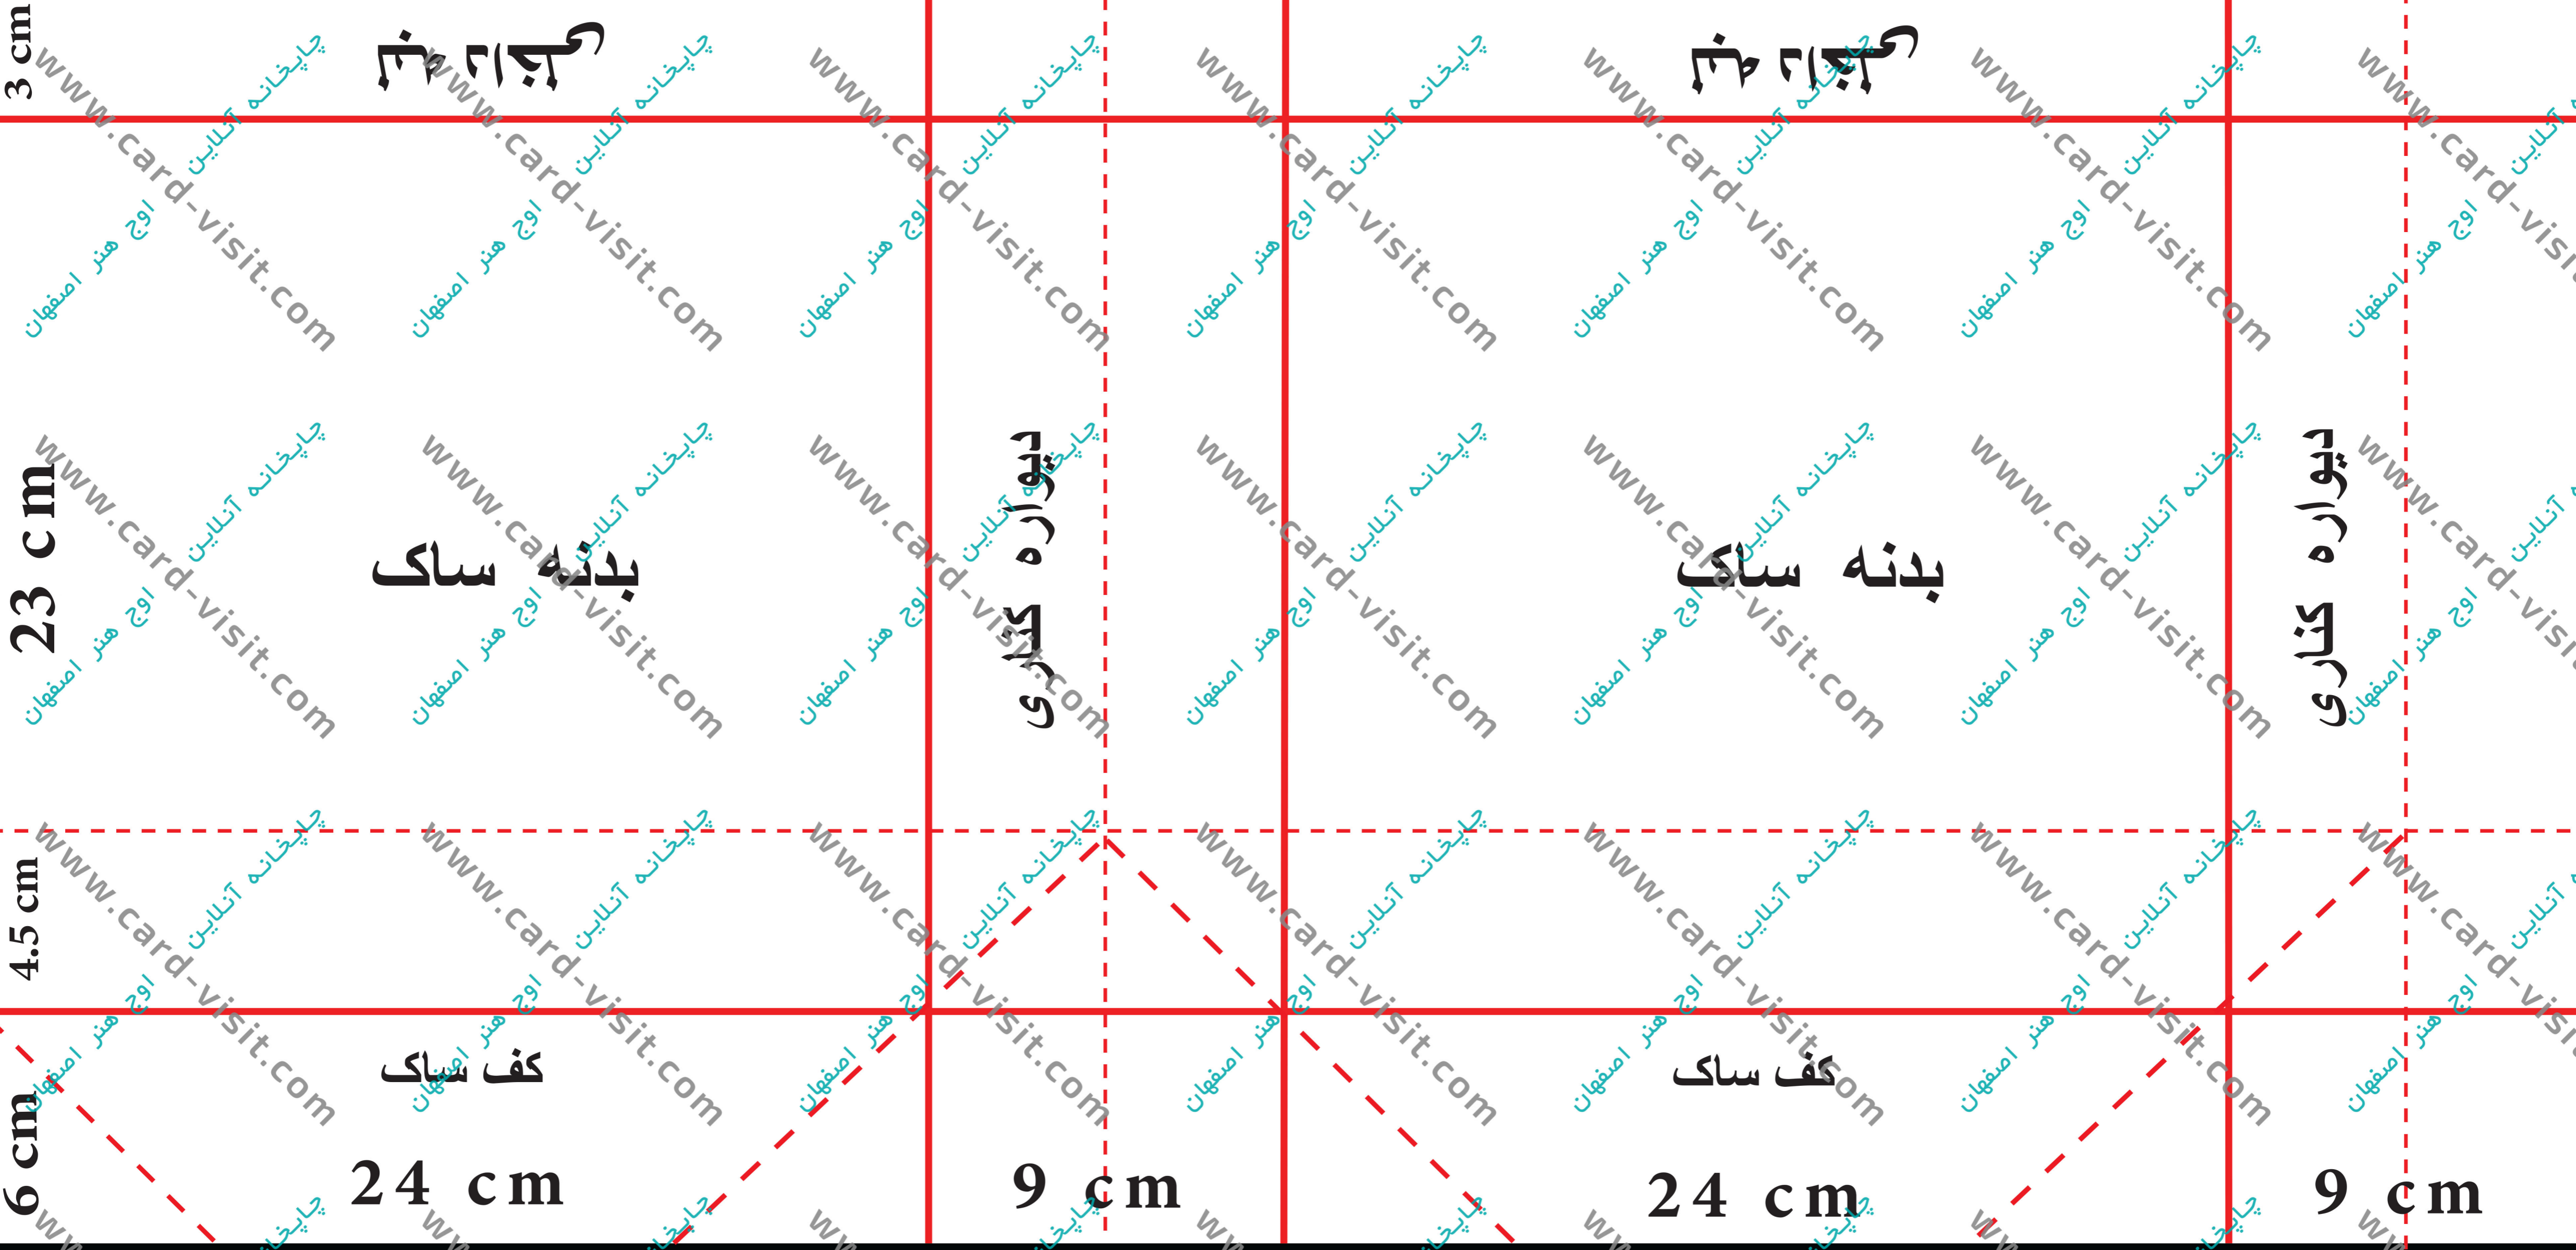 3 cm
لبه داخلی
لبه داخلی
23 cm
بدنه ساک
دیواره کناری
بدنه ساک
دیواره کناری
4.5 cm
6 cm
کف ساک
کف ساک
24 cm
9 cm
24 cm
9 cm
www.card-visit.com
چاپخانه آنلاین
اوج هنر اصفهان